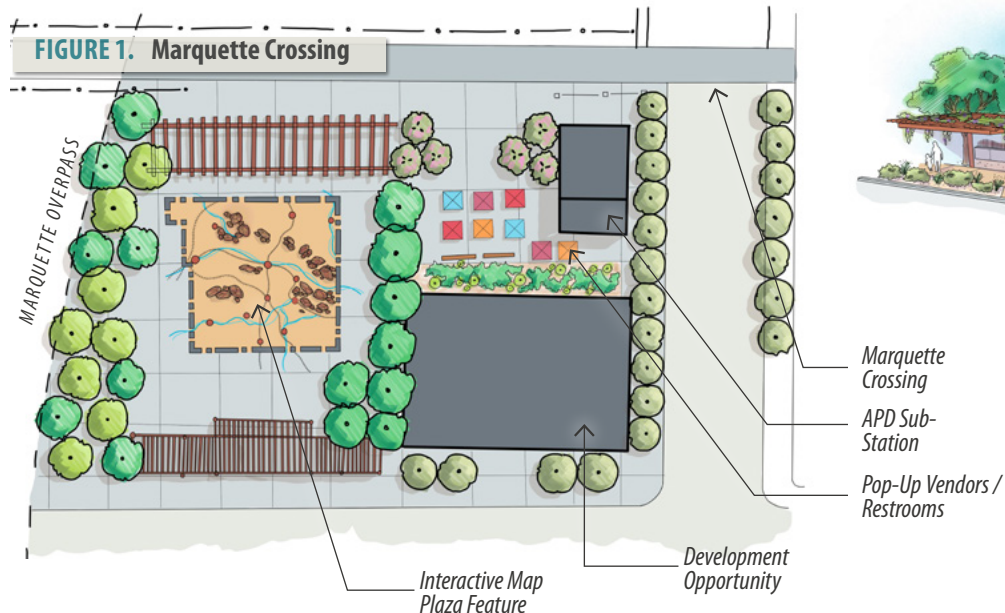 FIGURE 1. Marquette Crossing
MARQUETTE OVERPASS
Marquette
Crossing
APD Sub-
Station
Pop-Up Vendors /
Restrooms
Development
Opportunity
Interactive Map
Plaza Feature